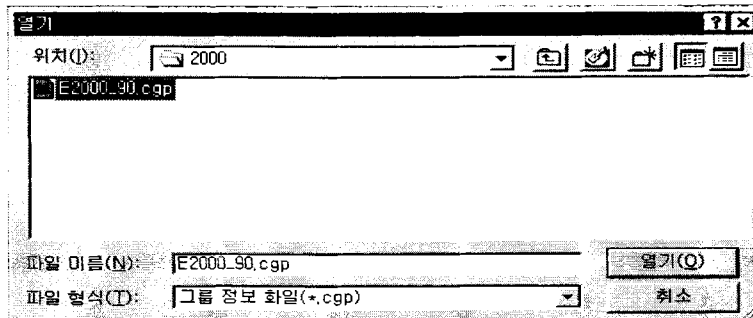 열기
위치(I): 2000
E2000_90.cgp
파일 이름(N): E2000_90.cgp 열기(O)
파일 형식(T): 그룹 정보 화일(*.cgp) 취소